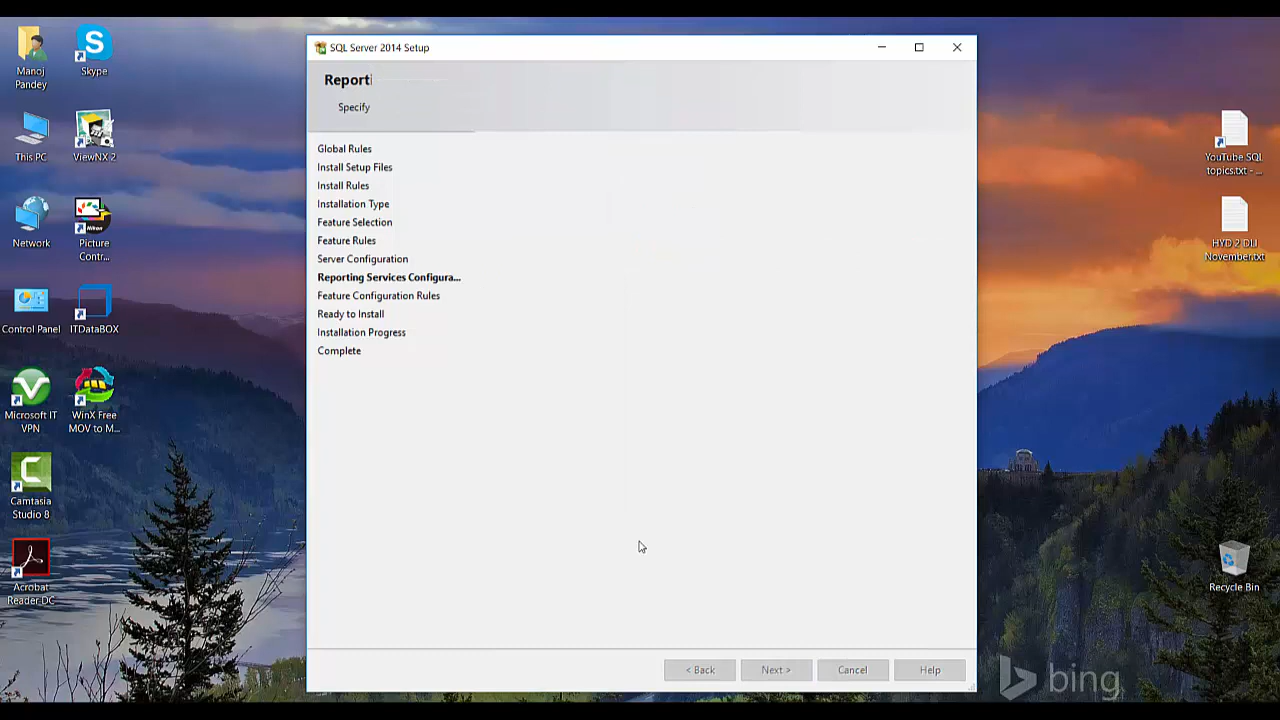 Manoj
Pandey
Skype
This PC
ViewNX 2
Network
Picture
Contr...
Nikon
Control Panel
ITDataBOX
Microsoft IT
VPN
WinX Free
MOV to M...
Camtasia
Studio 8
Acrobat
Reader DC
SQL Server 2014 Setup
Reporti
Specify
Global Rules
Install Setup Files
Install Rules
Installation Type
Feature Selection
Feature Rules
Server Configuration
Reporting Services Configura...
Feature Configuration Rules
Ready to Install
Installation Progress
Complete
< Back
Next >
Cancel
Help
YouTube SQL
topics.txt - ...
HYD 2 DLI
November.txt
Recycle Bin
bing